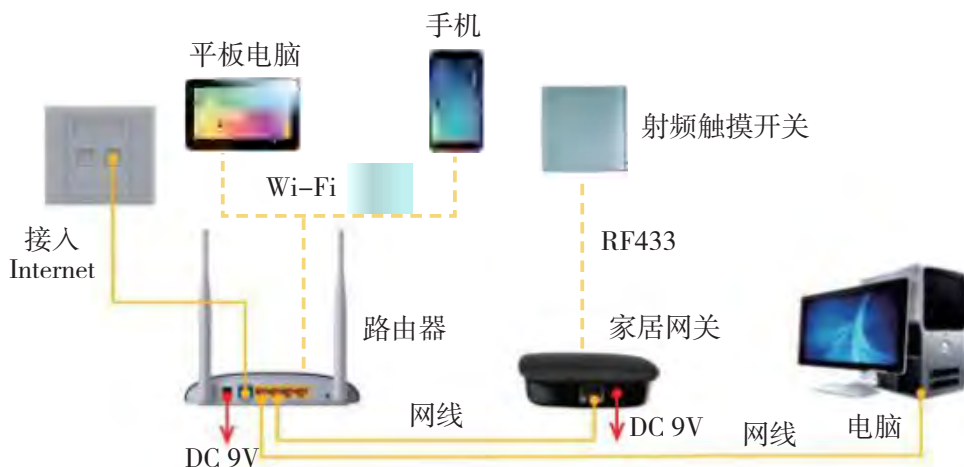 手机
平板电脑
射频触摸开关
Wi-Fi
接入
Internet
RF433
路由器
家居网关
网线
DC 9V
DC 9V
网线
电脑